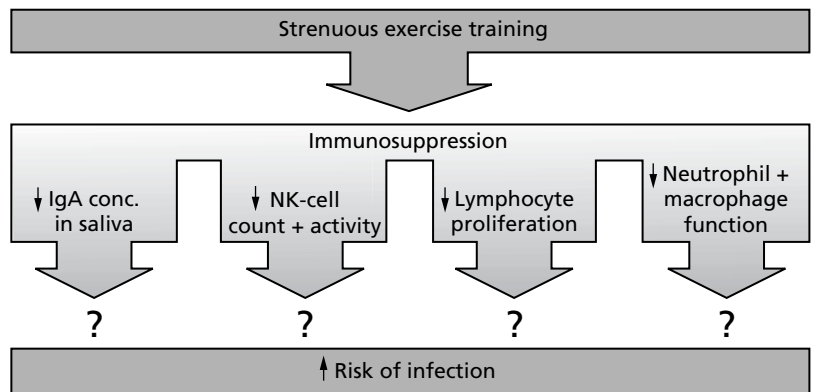 Strenuous exercise training
Immunosuppression
↓ IgA conc.
in saliva
↓ NK-cell
count + activity
↓ Lymphocyte
proliferation
↓ Neutrophil +
macrophage
function
? ? ? ?
↑ Risk of infection